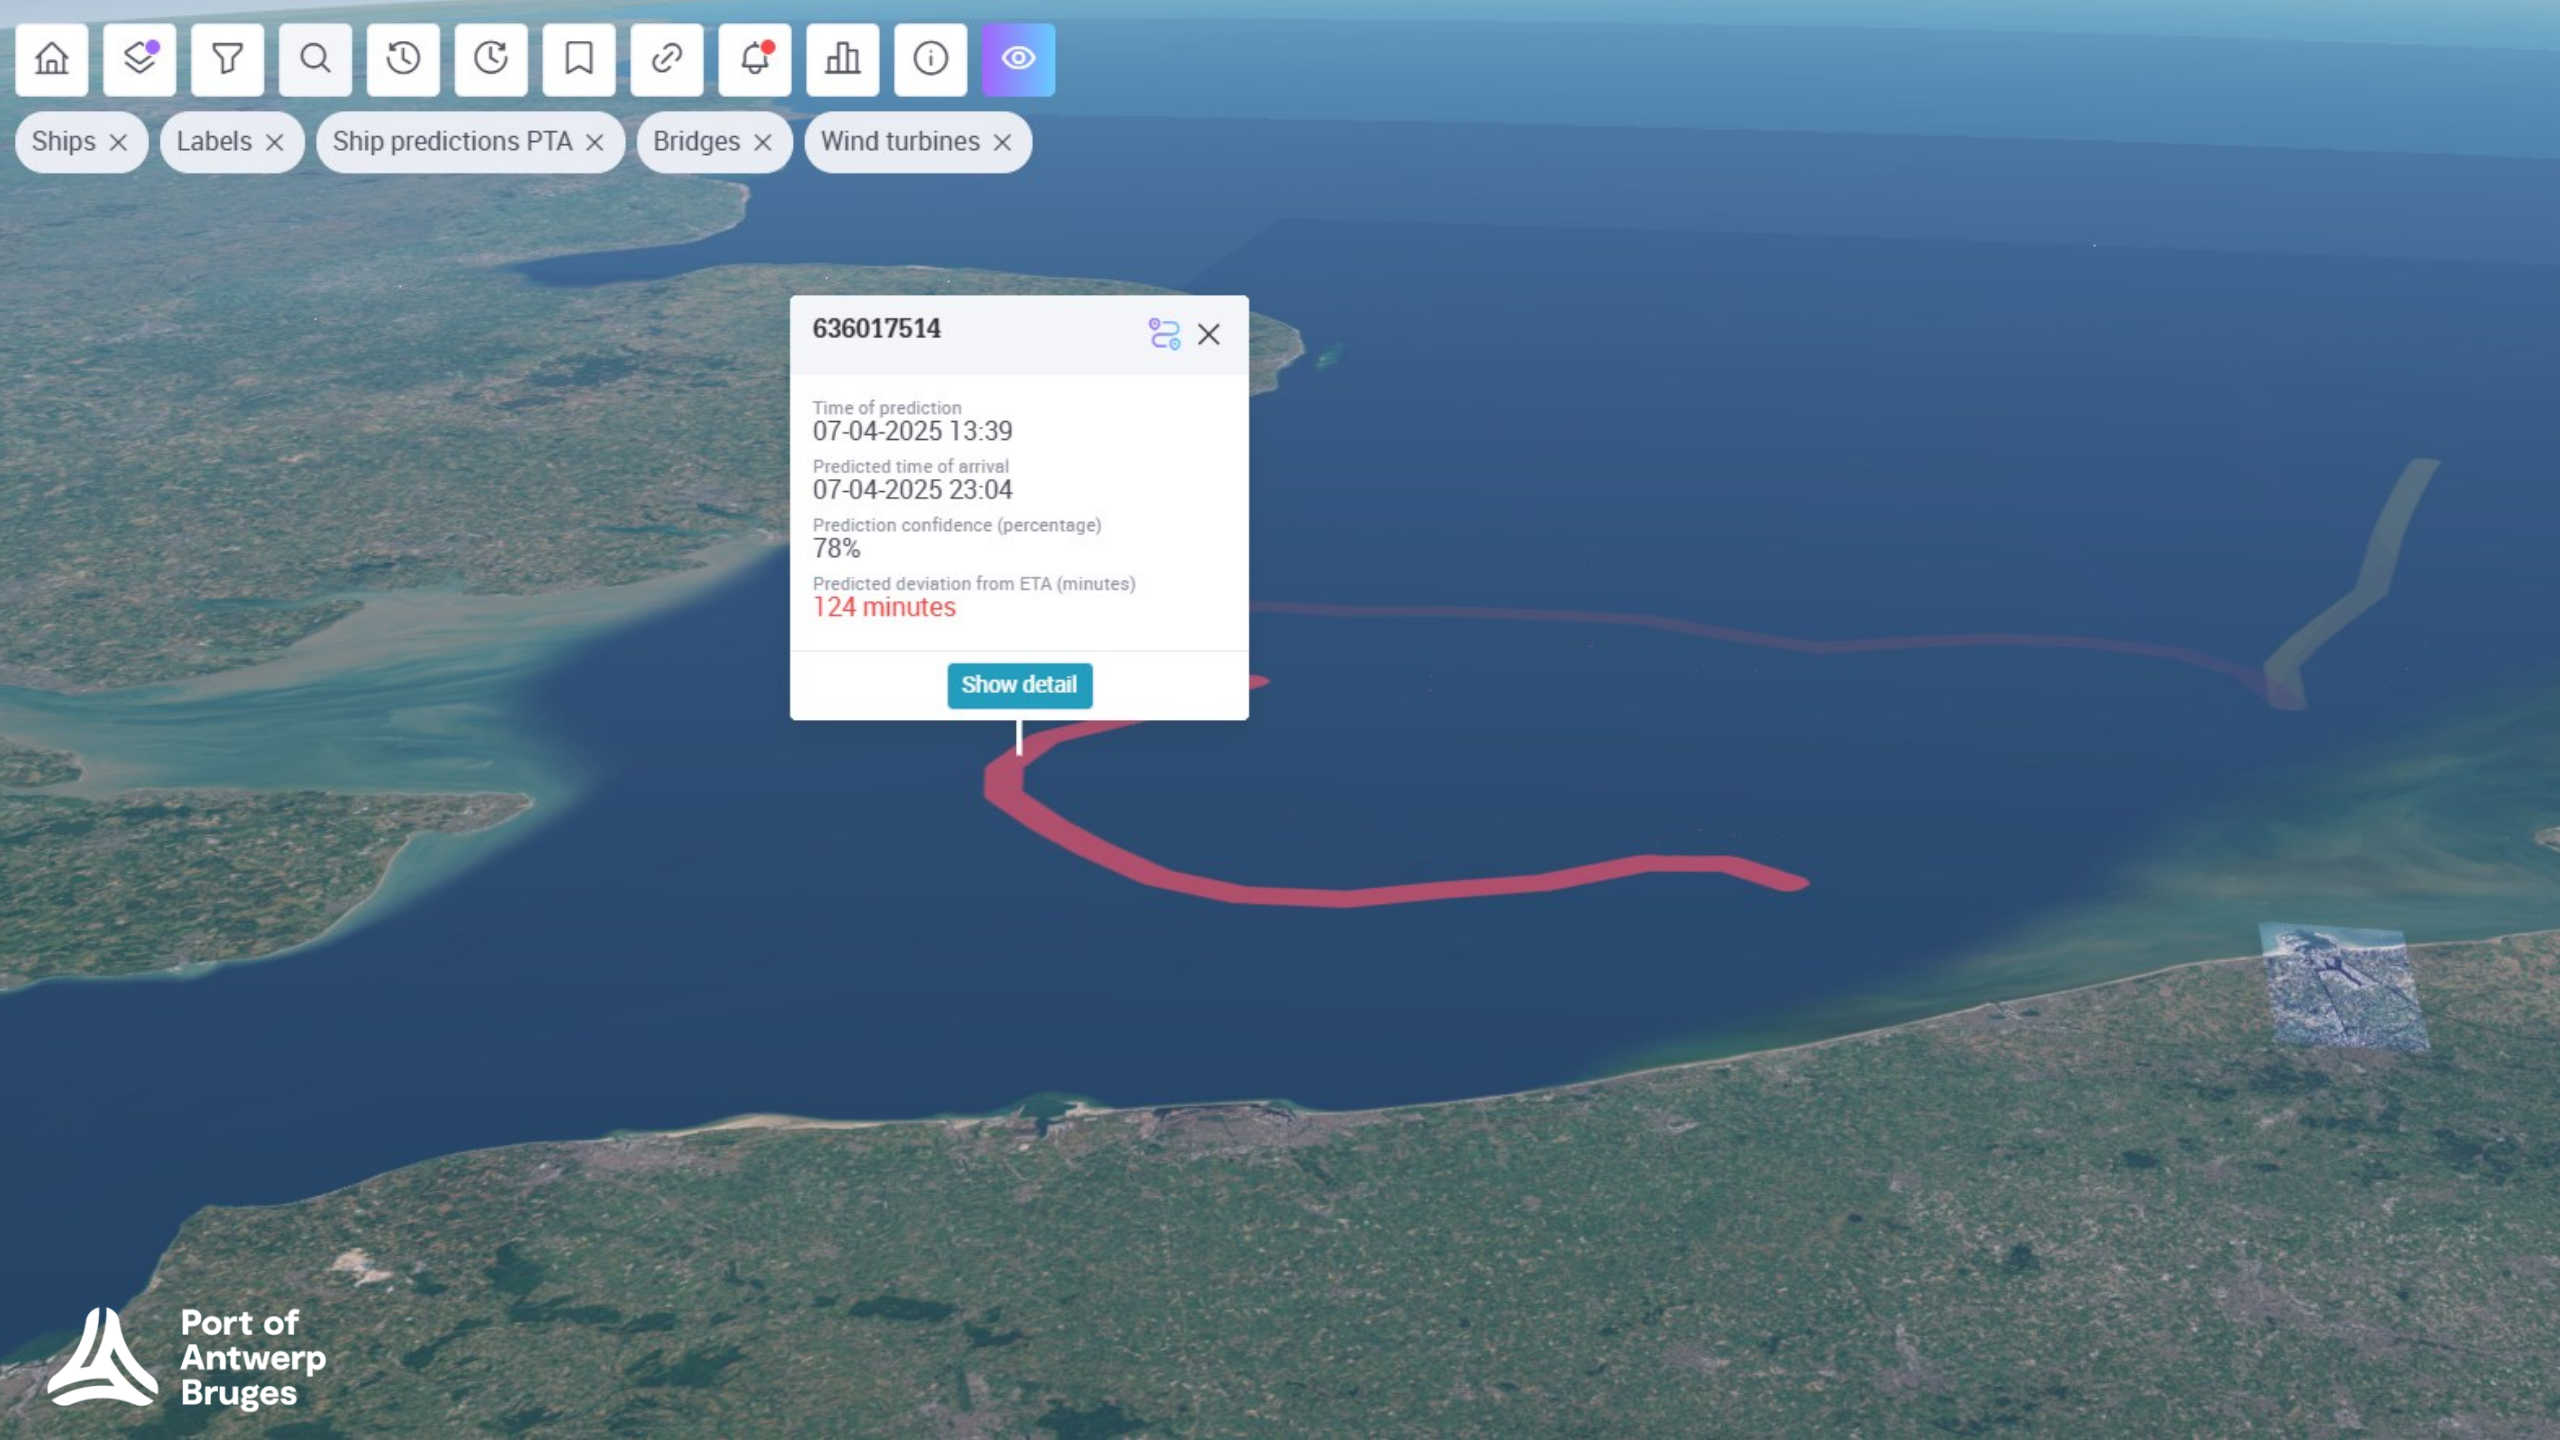 Ships
Labels
Ship predictions PTA
Bridges
Wind turbines
636017514
Time of prediction
07-04-2025 13:39
Predicted time of arrival
07-04-2025 23:04
Prediction confidence (percentage)
78%
Predicted deviation from ETA (minutes)
124 minutes
Show detail
Port of
Antwerp
Bruges